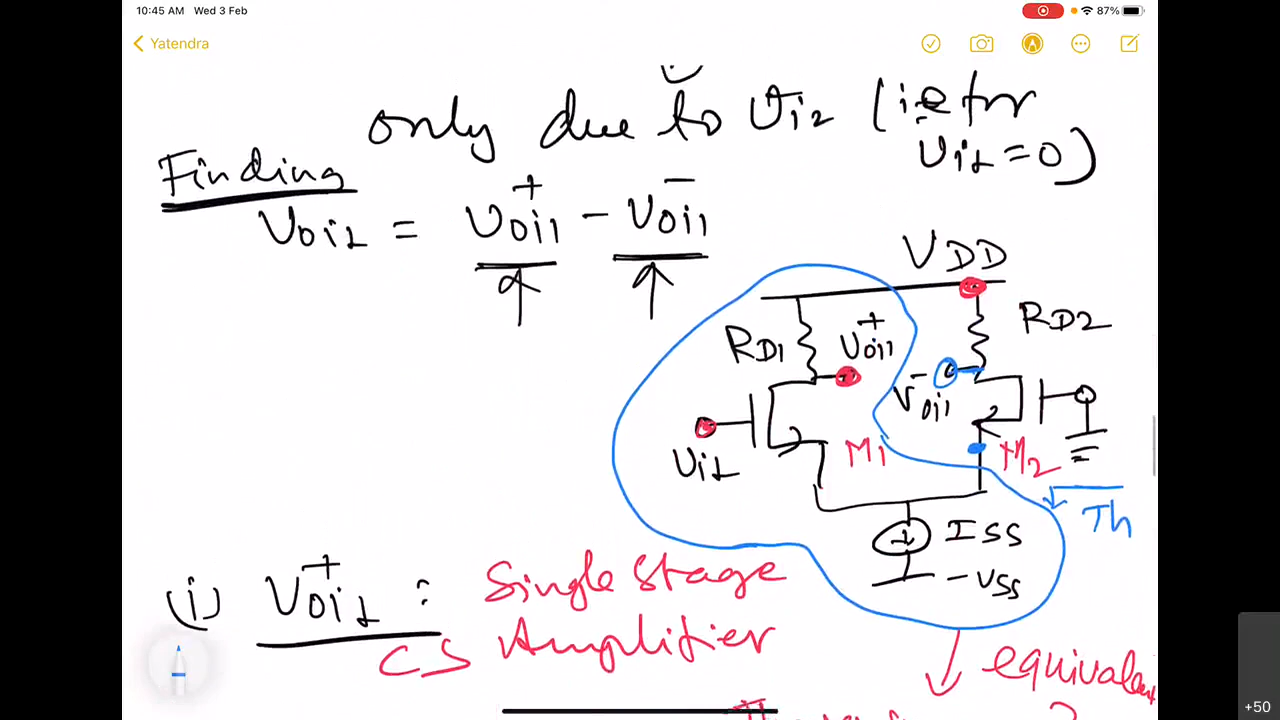 10:45 AM Wed 3 Feb
87%
Yatendra
only due to Vi2 (ie for
Vi1 = 0)
Finding
Voi1 = Voi1+ - Voi1-
VDD
RD1
Voi1+
RD2
Voi1-
Vi1
M1
M2
Th
ISS
-VSS
(i) Voi1+ : Single Stage
CS Amplifier
equivalent
+50